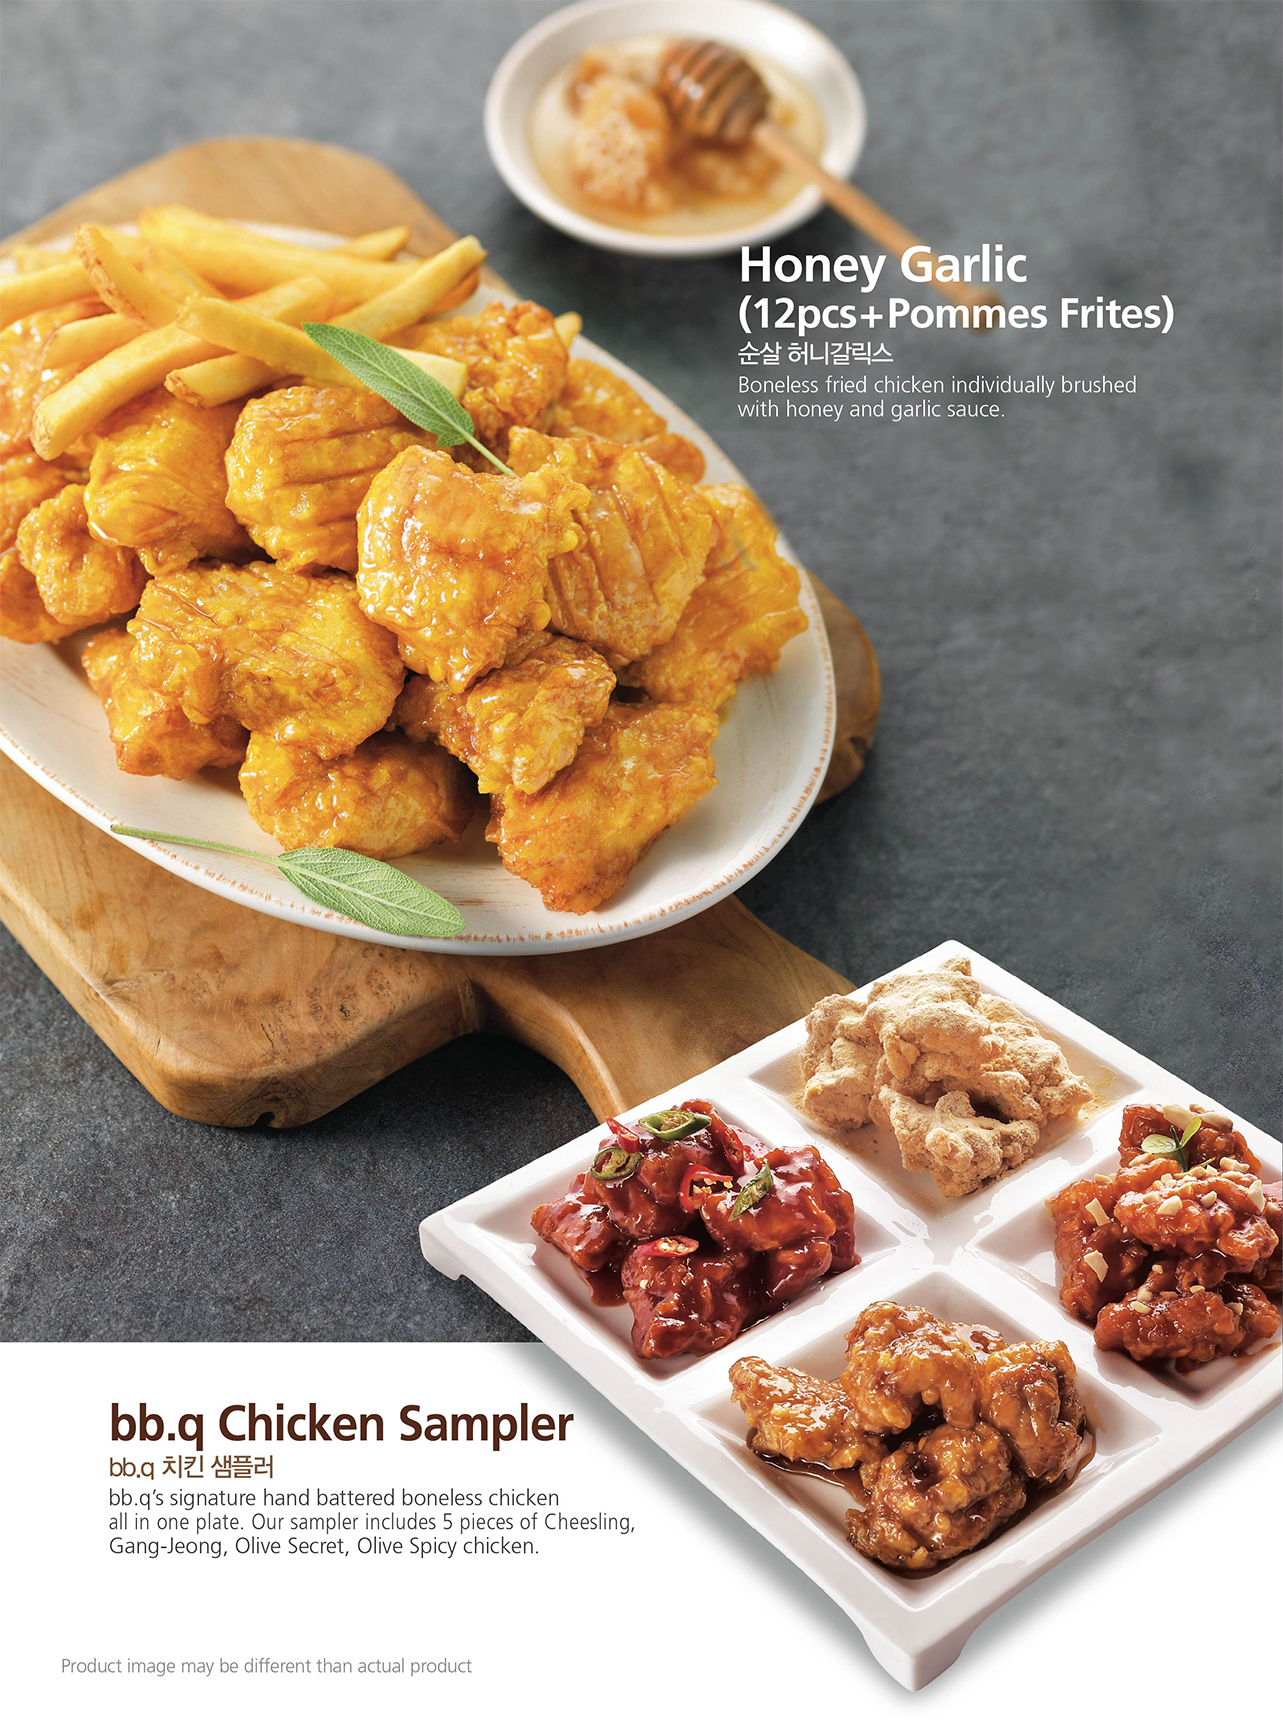 Honey Garlic
(12pcs+Pommes Frites)
순살 허니갈릭스
Boneless fried chicken individually brushed
with honey and garlic sauce.
bb.q Chicken Sampler
bb.q 치킨 샘플러
bb.q’s signature hand battered boneless chicken
all in one plate. Our sampler includes 5 pieces of Cheesling,
Gang-Jeong, Olive Secret, Olive Spicy chicken.
Product image may be different than actual product